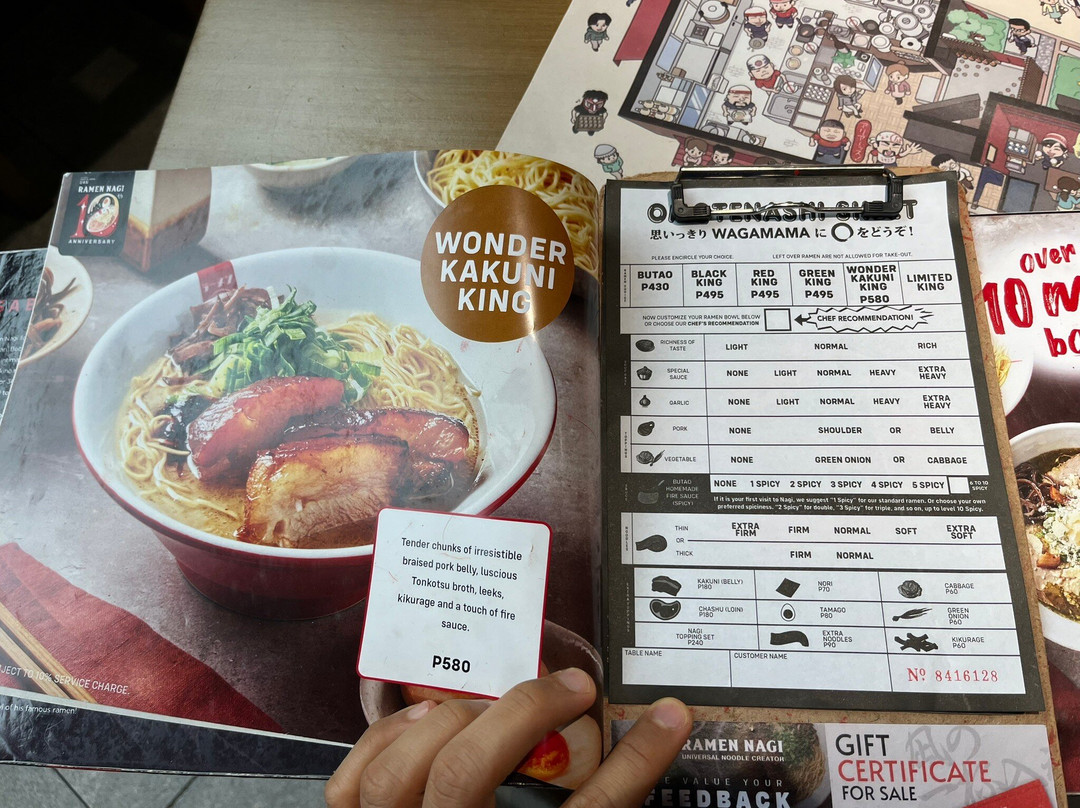 RAMEN NAGI
10th
ANNIVERSARY
WONDER
KAKUNI
KING
Tender chunks of irresistible
braised pork belly, luscious
Tonkotsu broth, leeks,
kikurage and a touch of fire
sauce.
P580
JECT TO 10% SERVICE CHARGE.
of his famous ramen!
思いっきり WAGAMAMA に ◯ をどうぞ!
PLEASE ENCIRCLE YOUR CHOICE. LEFT OVER RAMEN ARE NOT ALLOWED FOR TAKE-OUT.
BUTAO P430 BLACK KING P495 RED KING P495 GREEN KING P495 WONDER KAKUNI KING P580 LIMITED KING
NOW CUSTOMIZE YOUR RAMEN BOWL BELOW
OR CHOOSE OUR CHEF'S RECOMMENDATION
CHEF RECOMMENDATION!
RICHNESS OF TASTE LIGHT NORMAL RICH
SPECIAL SAUCE NONE LIGHT NORMAL HEAVY EXTRA HEAVY
GARLIC NONE LIGHT NORMAL HEAVY EXTRA HEAVY
PORK NONE SHOULDER OR BELLY
VEGETABLE NONE GREEN ONION OR CABBAGE
BUTAO HOMEMADE FIRE SAUCE (SPICY) NONE 1 SPICY 2 SPICY 3 SPICY 4 SPICY 5 SPICY 6 TO 10 SPICY
If it is your first visit to Nagi, we suggest "1 Spicy" for our standard ramen. Or choose your own
preferred spiciness, "2 Spicy" for double, "3 Spicy" for triple, and so on, up to level 10 Spicy.
THIN EXTRA FIRM FIRM NORMAL SOFT EXTRA SOFT
OR
THICK FIRM NORMAL
KAKUNI (BELLY) P180 NORI P70 CABBAGE P60
CHASHU (LOIN) P180 TAMAGO P80 GREEN ONION P60
NAGI TOPPING SET P240 EXTRA NOODLES P90 KIKURAGE P60
TABLE NAME CUSTOMER NAME
Nº 8416128
RAMEN NAGI
UNIVERSAL NOODLE CREATOR
E VALUE YOUR
FEEDBACK
GIFT
CERTIFICATE
FOR SALE
over
10 m
bo